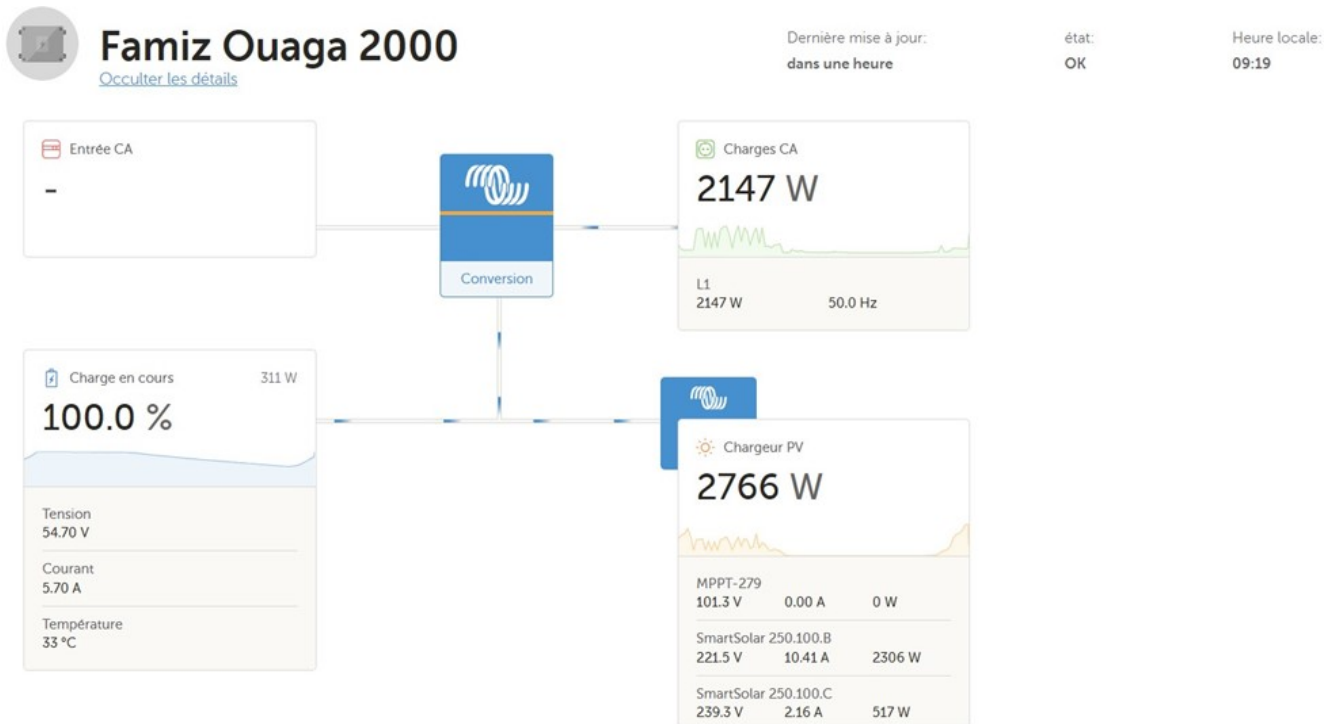 Famiz Ouaga 2000
Occulter les détails
Dernière mise à jour:
dans une heure
état:
OK
Heure locale:
09:19
Entrée CA
-
Conversion
Charges CA
2147 W
L1
2147 W 50.0 Hz
Charge en cours 311 W
100.0 %
Tension
54.70 V
Courant
5.70 A
Température
33 °C
Chargeur PV
2766 W
MPPT-279
101.3 V 0.00 A 0 W
SmartSolar 250.100.B
221.5 V 10.41 A 2306 W
SmartSolar 250.100.C
239.3 V 2.16 A 517 W